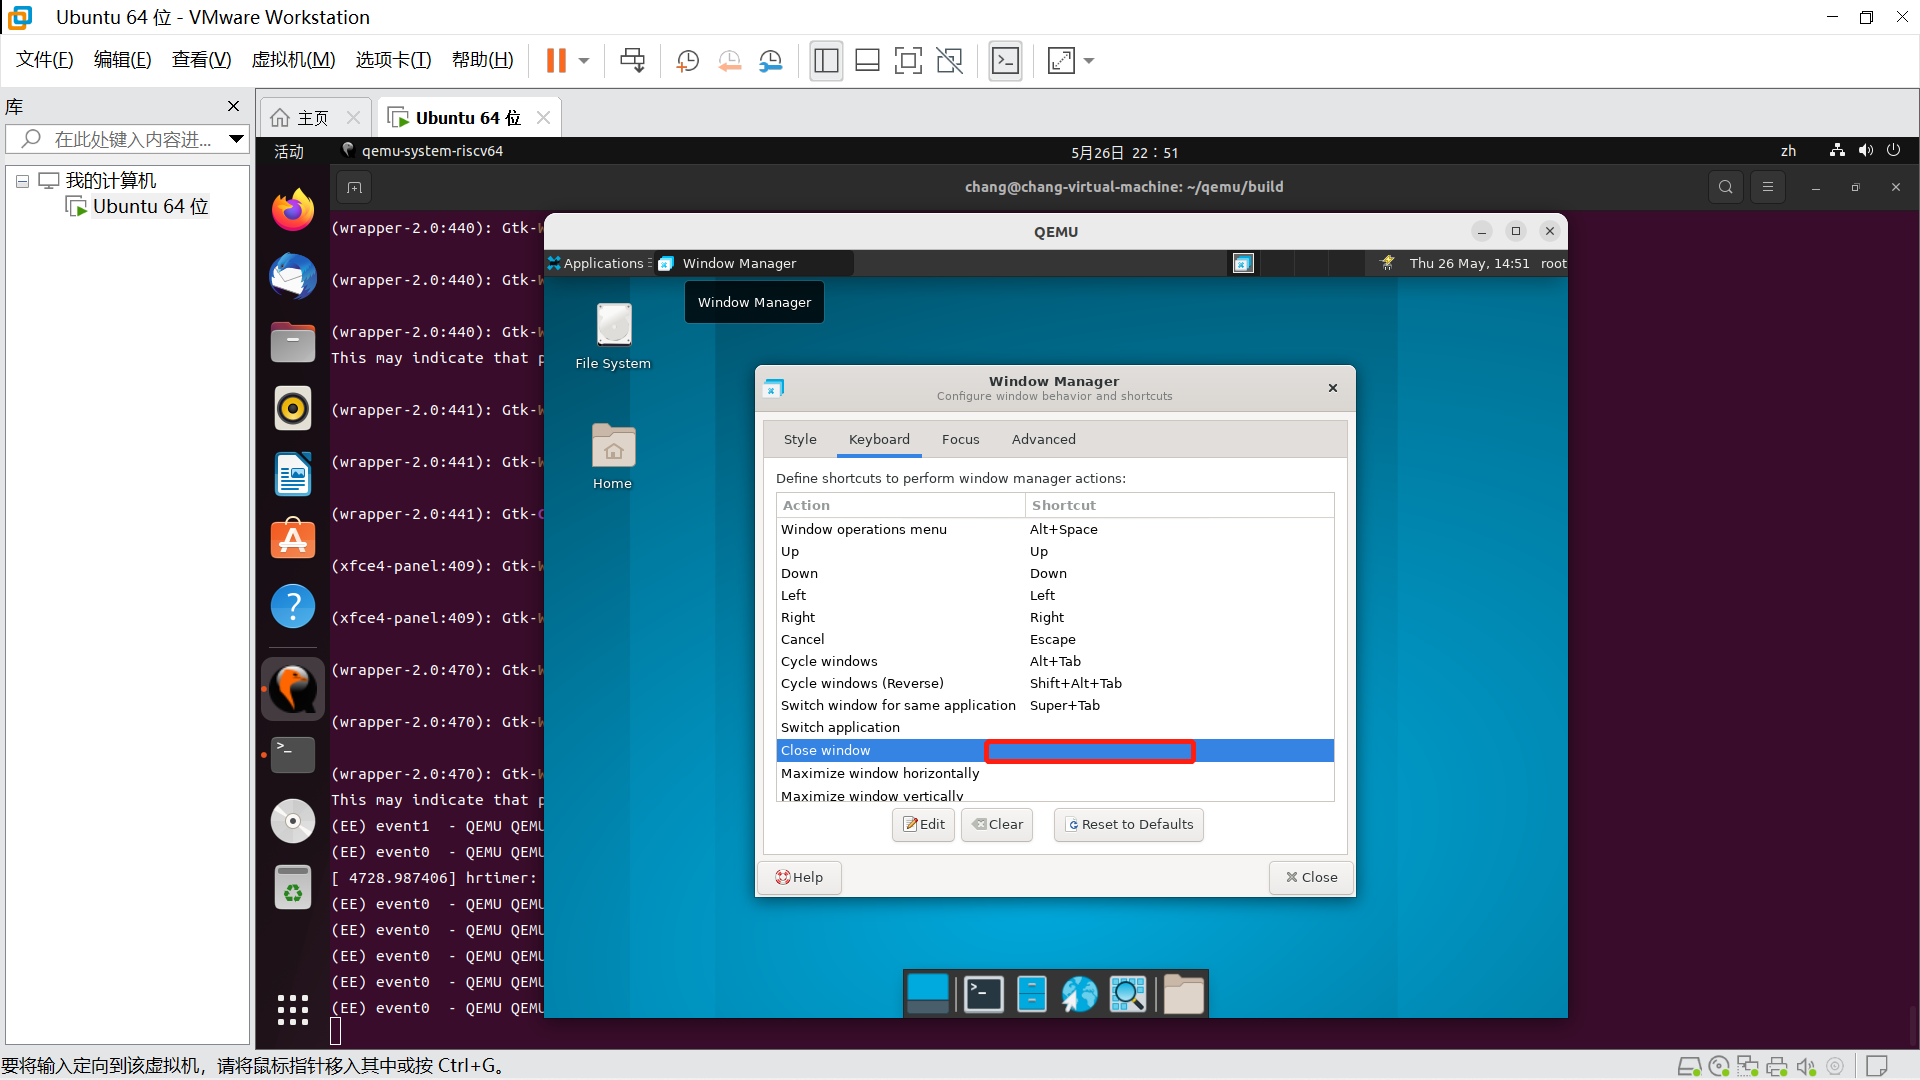 Ubuntu 64 位 - VMware Workstation
文件(F) 编辑(E) 查看(V) 虚拟机(M) 选项卡(T) 帮助(H)
库
在此处键入内容进...
我的计算机
Ubuntu 64 位
主页
Ubuntu 64 位
活动
qemu-system-riscv64
5月26日 22：51
zh
chang@chang-virtual-machine: ~/qemu/build
(wrapper-2.0:440): Gtk-W
(wrapper-2.0:440): Gtk-W
(wrapper-2.0:440): Gtk-W
This may indicate that p
(wrapper-2.0:441): Gtk-W
(wrapper-2.0:441): Gtk-W
(wrapper-2.0:441): Gtk-C
(xfce4-panel:409): Gtk-W
(xfce4-panel:409): Gtk-W
(wrapper-2.0:470): Gtk-W
(wrapper-2.0:470): Gtk-W
(wrapper-2.0:470): Gtk-W
This may indicate that p
(EE) event1  - QEMU QEMU
(EE) event0  - QEMU QEMU
[ 4728.987406] hrtimer:
(EE) event0  - QEMU QEMU
(EE) event0  - QEMU QEMU
(EE) event0  - QEMU QEMU
(EE) event0  - QEMU QEMU
(EE) event0  - QEMU QEMU
QEMU
Applications
Window Manager
Thu 26 May, 14:51 root
Window Manager
File System
Home
Window Manager
Configure window behavior and shortcuts
Style Keyboard Focus Advanced
Define shortcuts to perform window manager actions:
Action Shortcut
Window operations menu Alt+Space
Up Up
Down Down
Left Left
Right Right
Cancel Escape
Cycle windows Alt+Tab
Cycle windows (Reverse) Shift+Alt+Tab
Switch window for same application Super+Tab
Switch application
Close window
Maximize window horizontally
Maximize window vertically
Edit Clear Reset to Defaults
Help Close
要将输入定向到该虚拟机，请将鼠标指针移入其中或按 Ctrl+G。